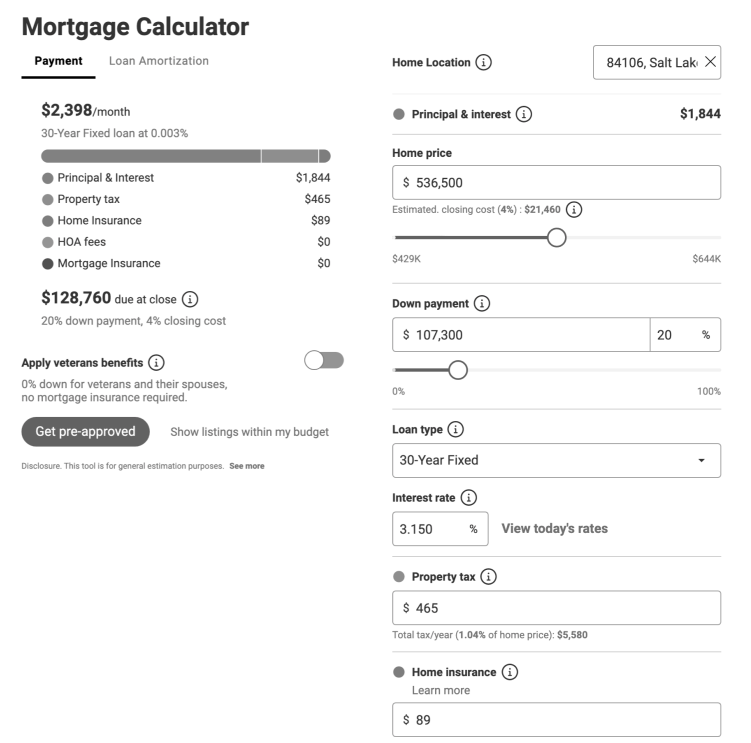 Mortgage Calculator
Payment
Loan Amortization
$2,398/month
30-Year Fixed loan at 0.003%
Principal & Interest $1,844
Property tax $465
Home Insurance $89
HOA fees $0
Mortgage Insurance $0
$128,760 due at close i
20% down payment, 4% closing cost
Apply veterans benefits i
0% down for veterans and their spouses,
no mortgage insurance required.
Get pre-approved
Show listings within my budget
Disclosure. This tool is for general estimation purposes. See more
Home Location i
84106, Salt Lak
Principal & interest i $1,844
Home price
$ 536,500
Estimated. closing cost (4%) : $21,460 i
$429K $644K
Down payment i
$ 107,300 20 %
0% 100%
Loan type i
30-Year Fixed
Interest rate i
3.150 % View today's rates
Property tax i
$ 465
Total tax/year (1.04% of home price): $5,580
Home insurance i
Learn more
$ 89